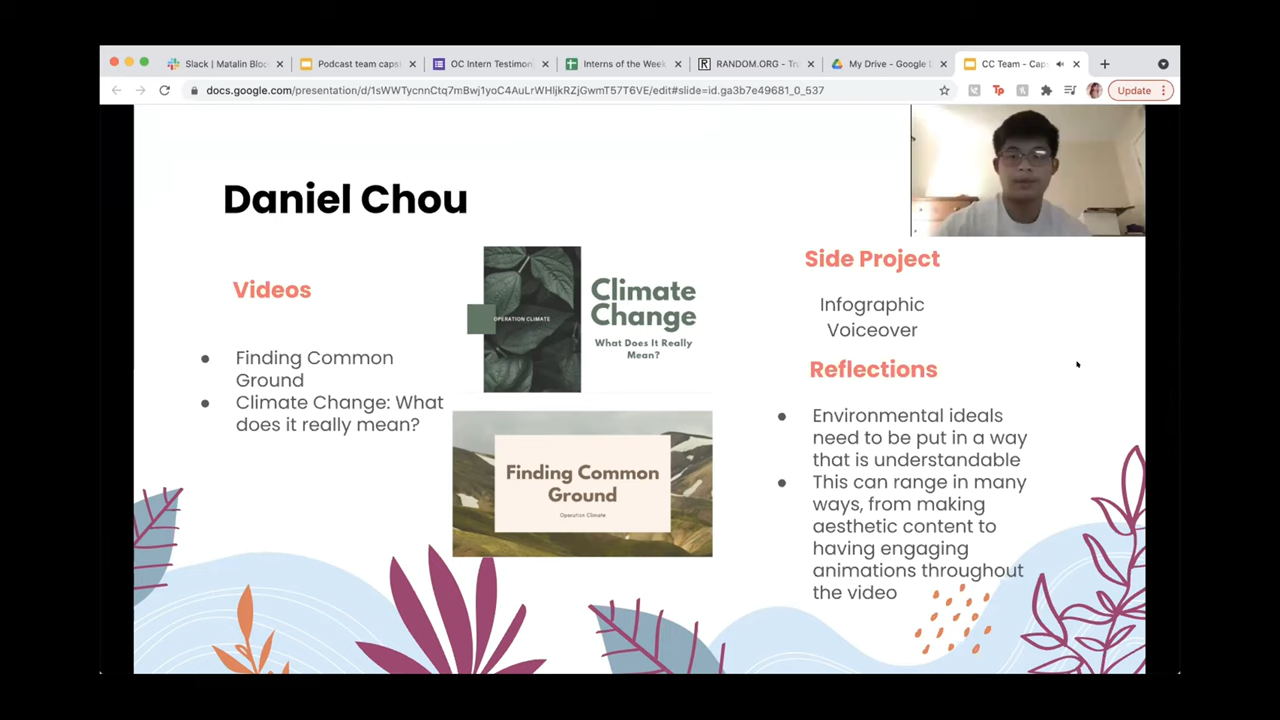 Slack | Matalin Bloc
Podcast team caps
OC Intern Testimon
Interns of the Week
RANDOM.ORG - Tru
My Drive - Google D
CC Team - Cap
docs.google.com/presentation/d/1sWWTycnnCtq7mBwj1yoC4AuLrWHljkRZjGwmT57T6VE/edit#slide=id.ga3b7e49681_0_537
Update
Daniel Chou
Videos
Finding Common
Ground
Climate Change: What
does it really mean?
OPERATION CLIMATE
Climate
Change
What Does It Really
Mean?
Finding Common
Ground
Operation Climate
Side Project
Infographic
Voiceover
Reflections
Environmental ideals
need to be put in a way
that is understandable
This can range in many
ways, from making
aesthetic content to
having engaging
animations throughout
the video